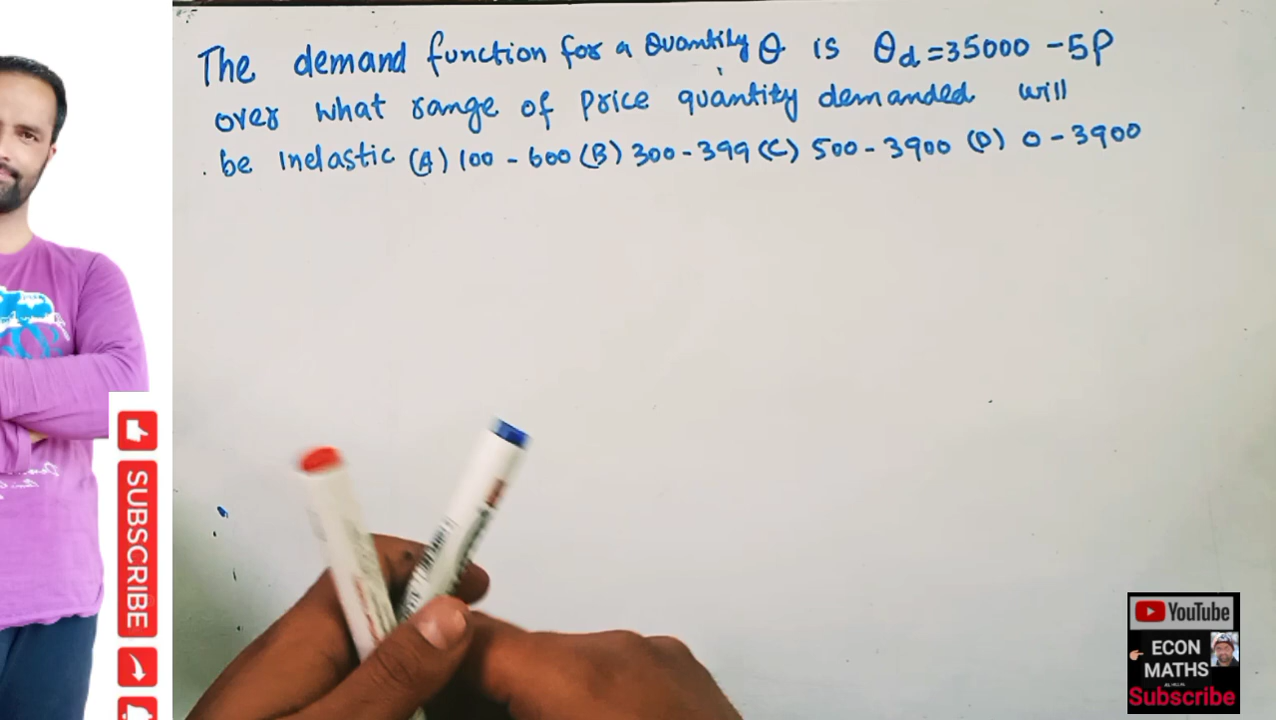 The demand function for a Quantity Q is Qd = 35000 - 5P
over what range of Price quantity demanded will
be Inelastic (A) 100 - 600 (B) 300 - 399 (C) 500 - 3900 (D) 0 - 3900
SUBSCRIBE
YouTube
ECON
MATHS
Subscribe